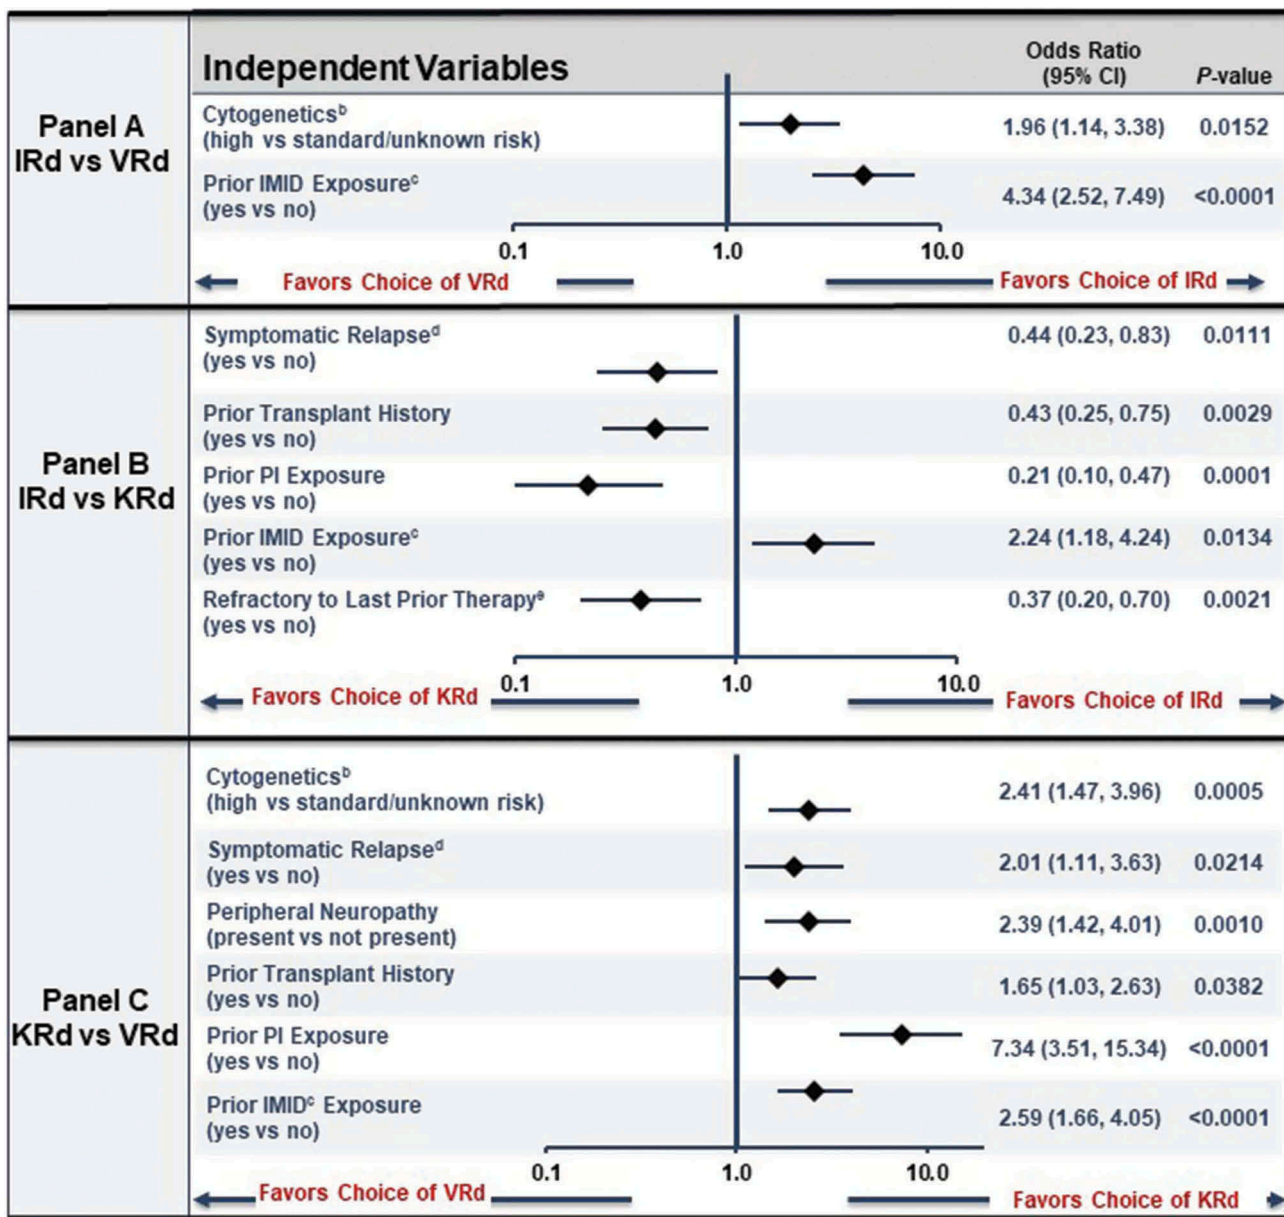 Independent Variables
Odds Ratio
(95% CI)
P-value
Panel A
IRd vs VRd
Cytogeneticsᵇ
(high vs standard/unknown risk)
1.96 (1.14, 3.38) 0.0152
Prior IMID Exposureᶜ
(yes vs no)
4.34 (2.52, 7.49) <0.0001
0.1 1.0 10.0
Favors Choice of VRd Favors Choice of IRd
Panel B
IRd vs KRd
Symptomatic Relapseᵈ
(yes vs no)
0.44 (0.23, 0.83) 0.0111
Prior Transplant History
(yes vs no)
0.43 (0.25, 0.75) 0.0029
Prior PI Exposure
(yes vs no)
0.21 (0.10, 0.47) 0.0001
Prior IMID Exposureᶜ
(yes vs no)
2.24 (1.18, 4.24) 0.0134
Refractory to Last Prior Therapyᵉ
(yes vs no)
0.37 (0.20, 0.70) 0.0021
0.1 1.0 10.0
Favors Choice of KRd Favors Choice of IRd
Panel C
KRd vs VRd
Cytogeneticsᵇ
(high vs standard/unknown risk)
2.41 (1.47, 3.96) 0.0005
Symptomatic Relapseᵈ
(yes vs no)
2.01 (1.11, 3.63) 0.0214
Peripheral Neuropathy
(present vs not present)
2.39 (1.42, 4.01) 0.0010
Prior Transplant History
(yes vs no)
1.65 (1.03, 2.63) 0.0382
Prior PI Exposure
(yes vs no)
7.34 (3.51, 15.34) <0.0001
Prior IMIDᶜ Exposure
(yes vs no)
2.59 (1.66, 4.05) <0.0001
0.1 1.0 10.0
Favors Choice of VRd Favors Choice of KRd